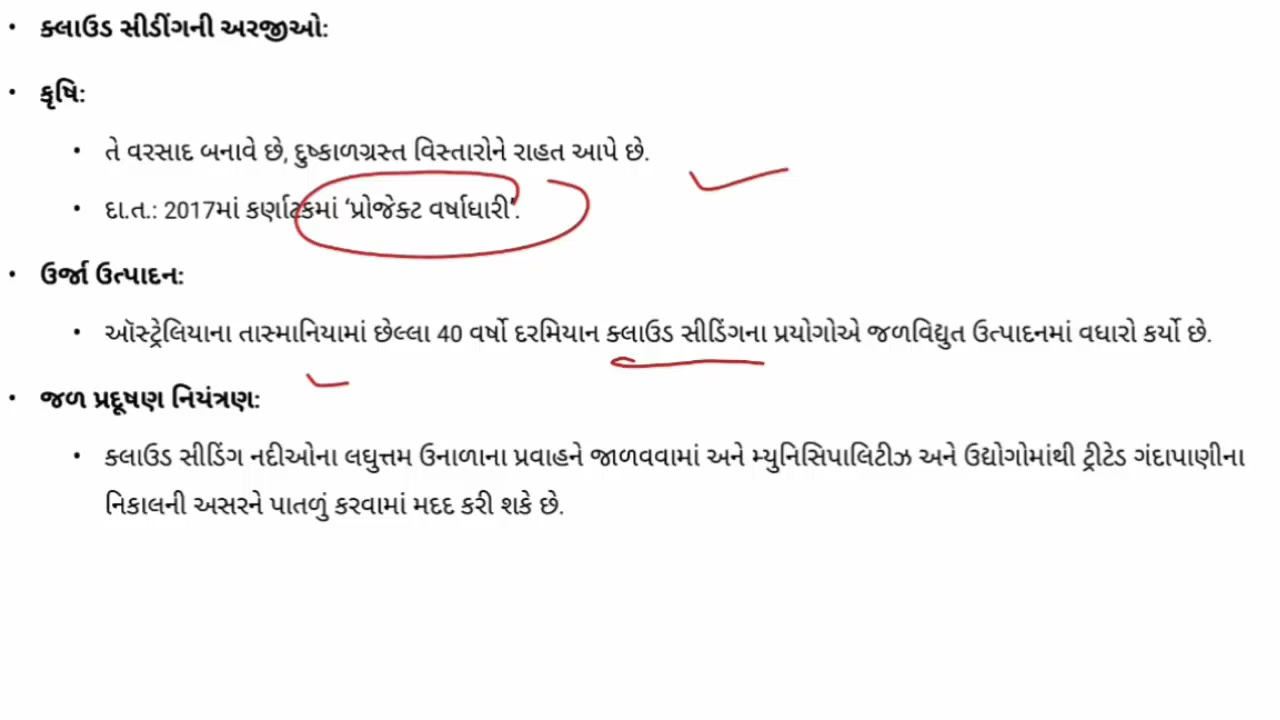 • ક્લાઉડ સીડીંગની અરજીઓ:
• કૃષિ:
• તે વરસાદ બનાવે છે, દુષ્કાળગ્રસ્ત વિસ્તારોને રાહત આપે છે.
• દા.ત.: 2017માં કર્ણાટકમાં ‘પ્રોજેક્ટ વર્ષાધારી’.
• ઉર્જા ઉત્પાદન:
• ઑસ્ટ્રેલિયાના તાસ્માનિયામાં છેલ્લા 40 વર્ષો દરમિયાન ક્લાઉડ સીડિંગના પ્રયોગોએ જળવિદ્યુત ઉત્પાદનમાં વધારો કર્યો છે.
• જળ પ્રદૂષણ નિયંત્રણ:
• ક્લાઉડ સીડિંગ નદીઓના લઘુત્તમ ઉનાળાના પ્રવાહને જાળવવામાં અને મ્યુનિસિપાલિટીઝ અને ઉદ્યોગોમાંથી ટ્રીટેડ ગંદાપાણીના
નિકાલની અસરને પાતળું કરવામાં મદદ કરી શકે છે.